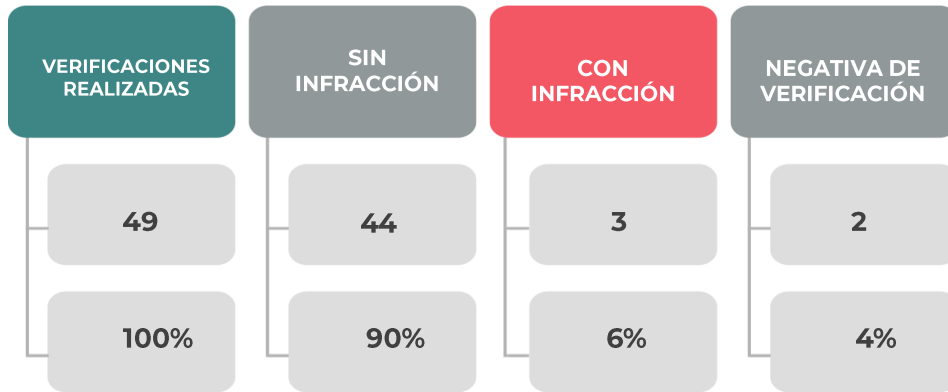 VERIFICACIONES
REALIZADAS
49
100%
SIN
INFRACCIÓN
44
90%
CON
INFRACCIÓN
3
6%
NEGATIVA DE
VERIFICACIÓN
2
4%